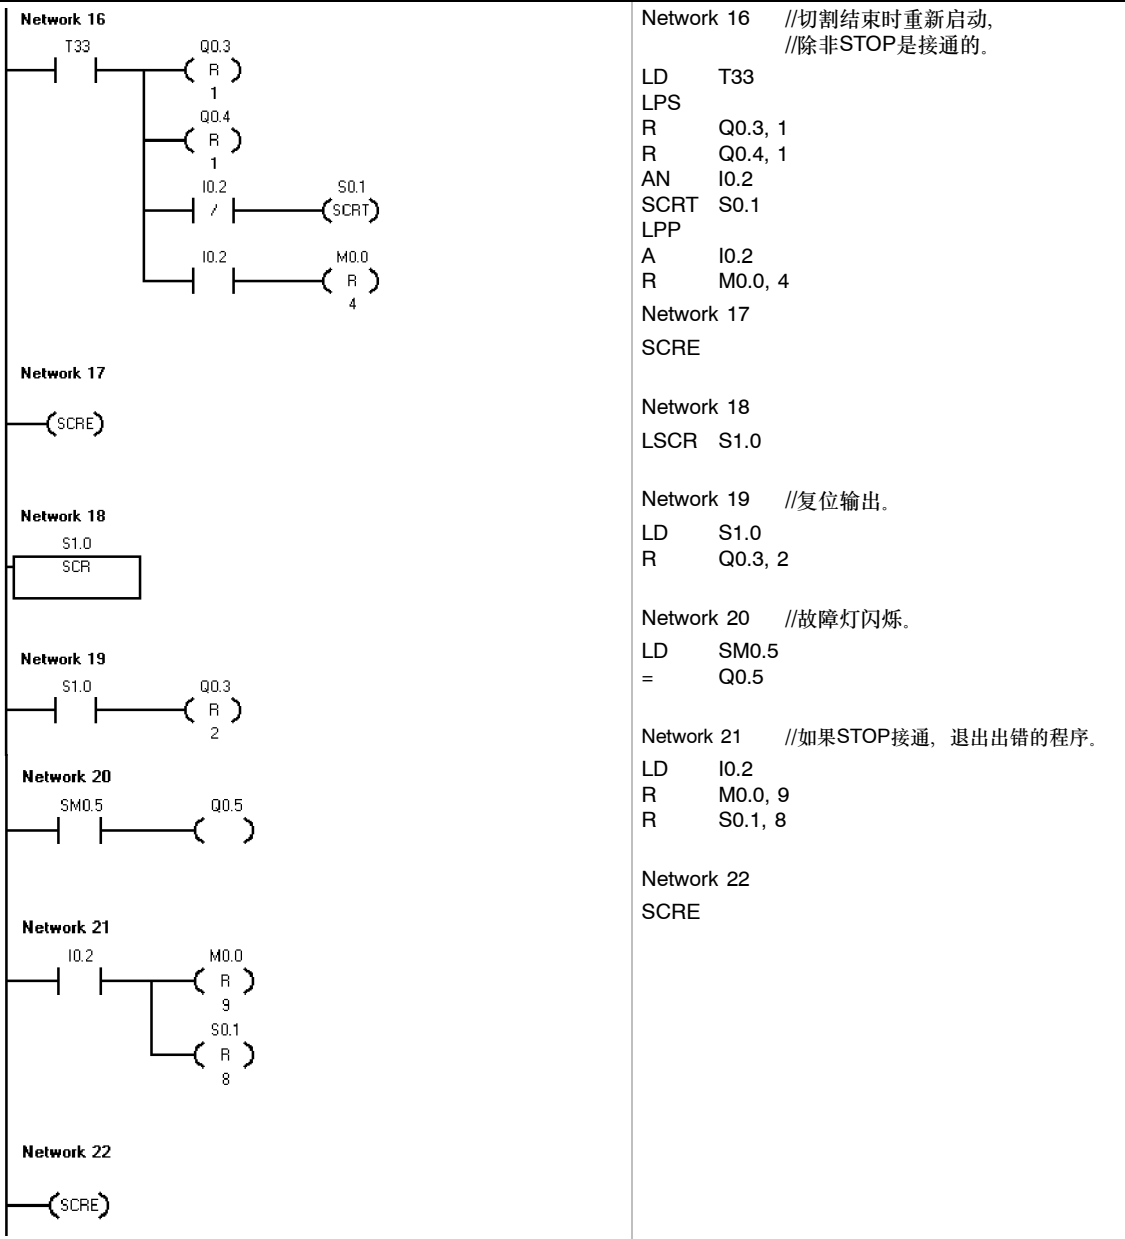 Network 16
T33
Q0.3
R
1
Q0.4
R
1
I0.2
/
S0.1
SCRT
I0.2
M0.0
R
4
Network 17
SCRE
Network 18
S1.0
SCR
Network 19
S1.0
Q0.3
R
2
Network 20
SM0.5
Q0.5
Network 21
I0.2
M0.0
R
9
S0.1
R
8
Network 22
SCRE
Network 16 //切割结束时重新启动,
//除非STOP是接通的。
LD T33
LPS
R Q0.3, 1
R Q0.4, 1
AN I0.2
SCRT S0.1
LPP
A I0.2
R M0.0, 4
Network 17
SCRE
Network 18
LSCR S1.0
Network 19 //复位输出。
LD S1.0
R Q0.3, 2
Network 20 //故障灯闪烁。
LD SM0.5
= Q0.5
Network 21 //如果STOP接通，退出出错的程序。
LD I0.2
R M0.0, 9
R S0.1, 8
Network 22
SCRE